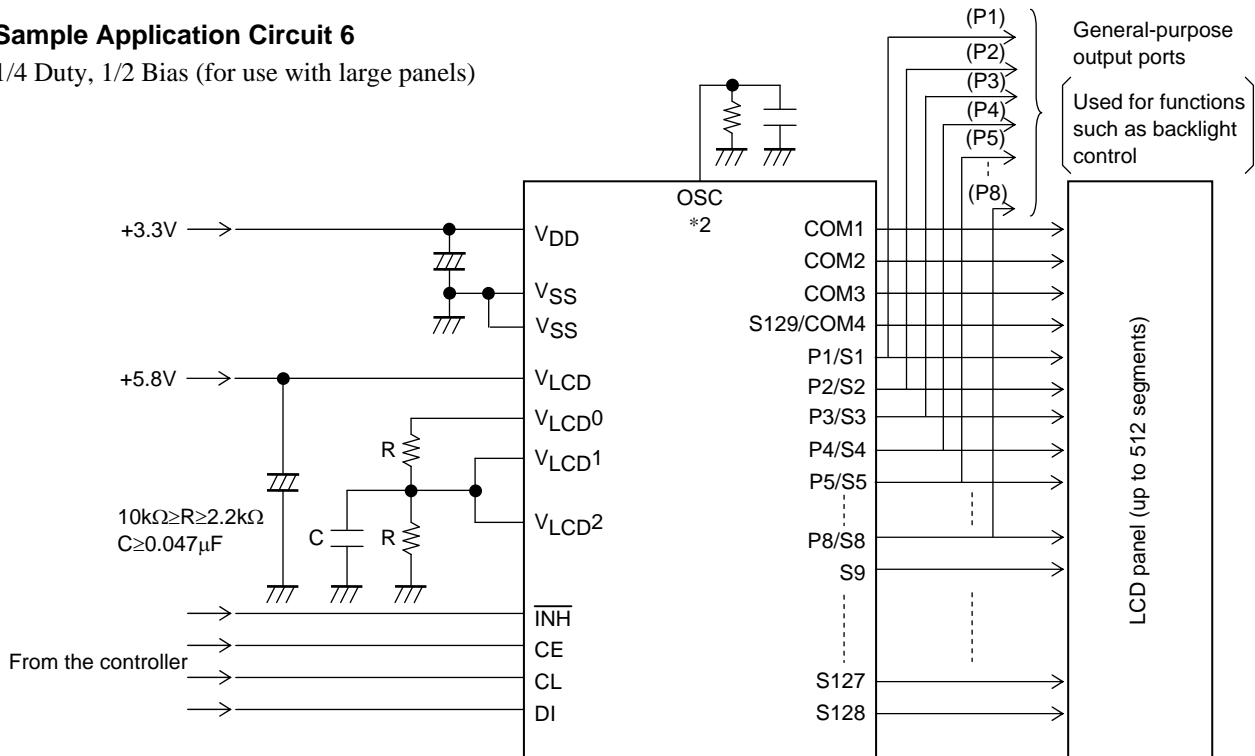 Sample Application Circuit 6
1/4 Duty, 1/2 Bias (for use with large panels)
(P1)
(P2)
(P3)
(P4)
(P5)
(P8)
General-purpose
output ports
Used for functions
such as backlight
control
OSC
*2
+3.3V
VDD
VSS
VSS
+5.8V
VLCD
VLCD0
VLCD1
VLCD2
R
C
R
10kΩ≥R≥2.2kΩ
C≥0.047μF
From the controller
INH
CE
CL
DI
COM1
COM2
COM3
S129/COM4
P1/S1
P2/S2
P3/S3
P4/S4
P5/S5
P8/S8
S9
S127
S128
LCD panel (up to 512 segments)